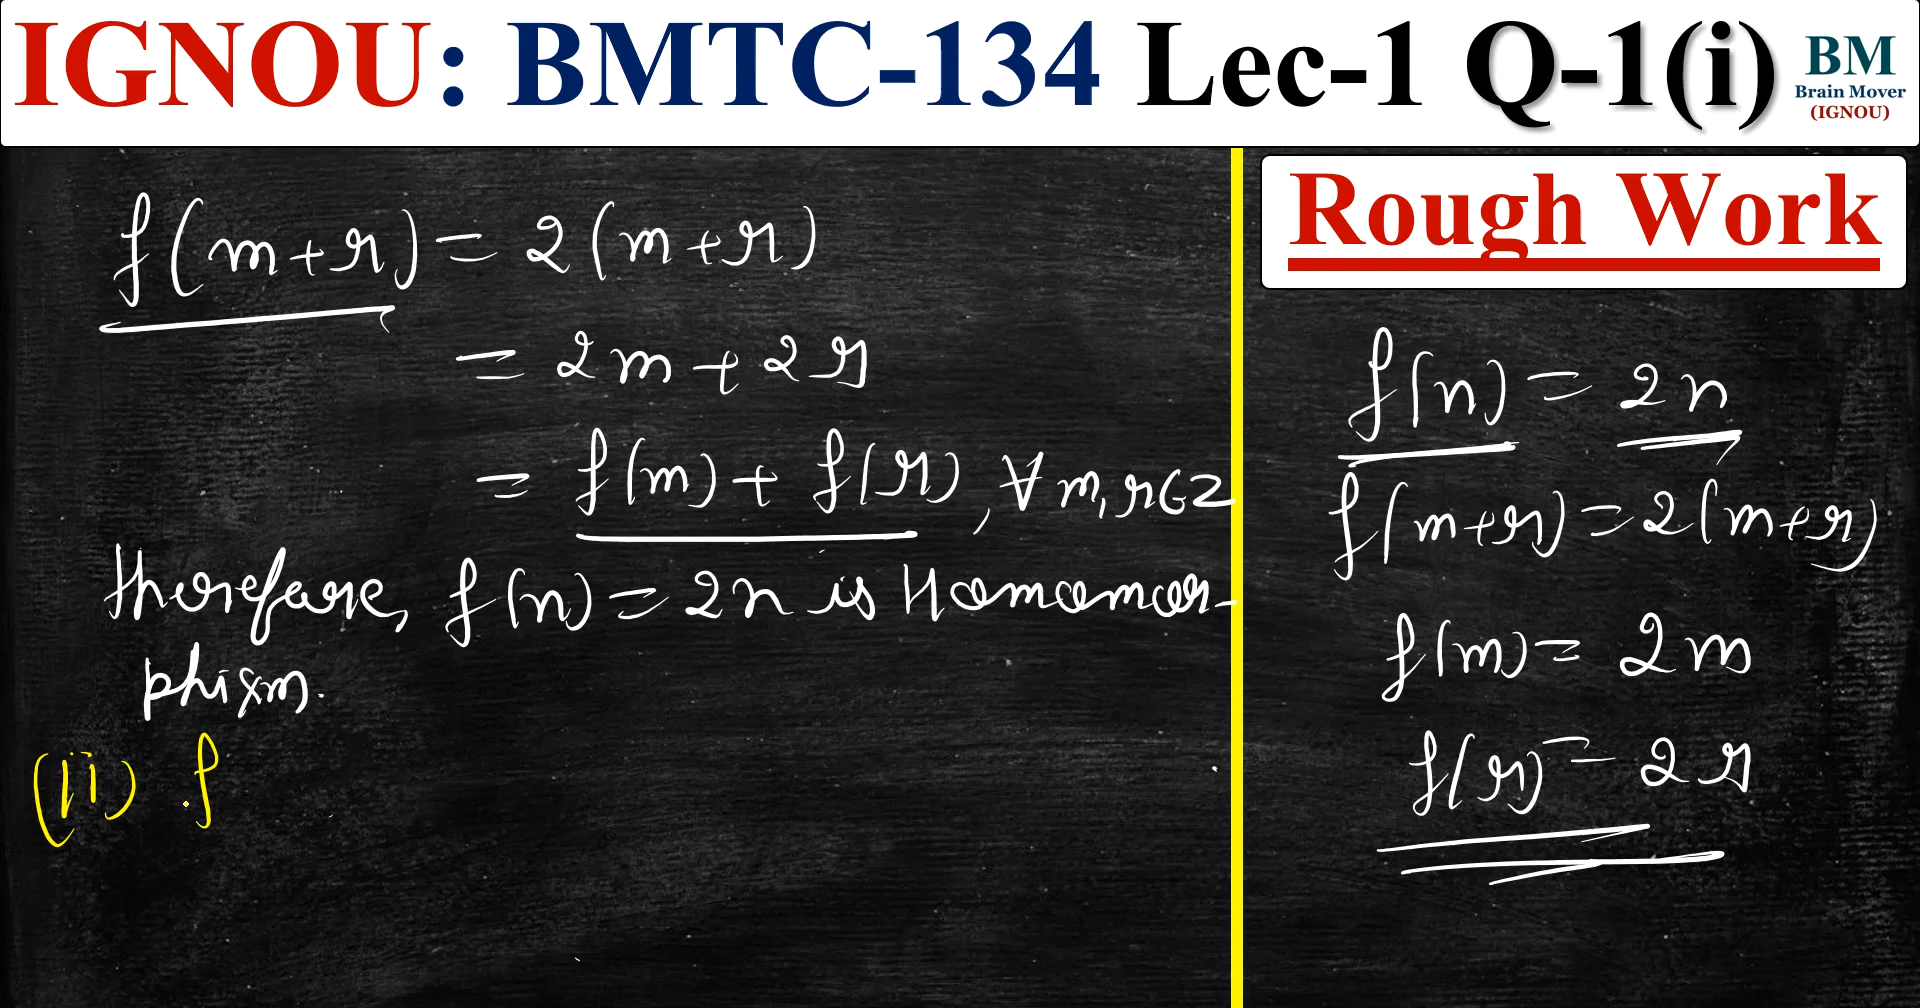 IGNOU: BMTC-134 Lec-1 Q-1(i)
BM
Brain Mover
(IGNOU)
f(m+r) = 2(m+r)
= 2m + 2r
= f(m) + f(r), ∀ m, r ∈ Z
therefore, f(n) = 2n is Homomor-
phism.
(ii) f
Rough Work
f(n) = 2n
f(m+r) = 2(m+r)
f(m) = 2m
f(r) = 2r